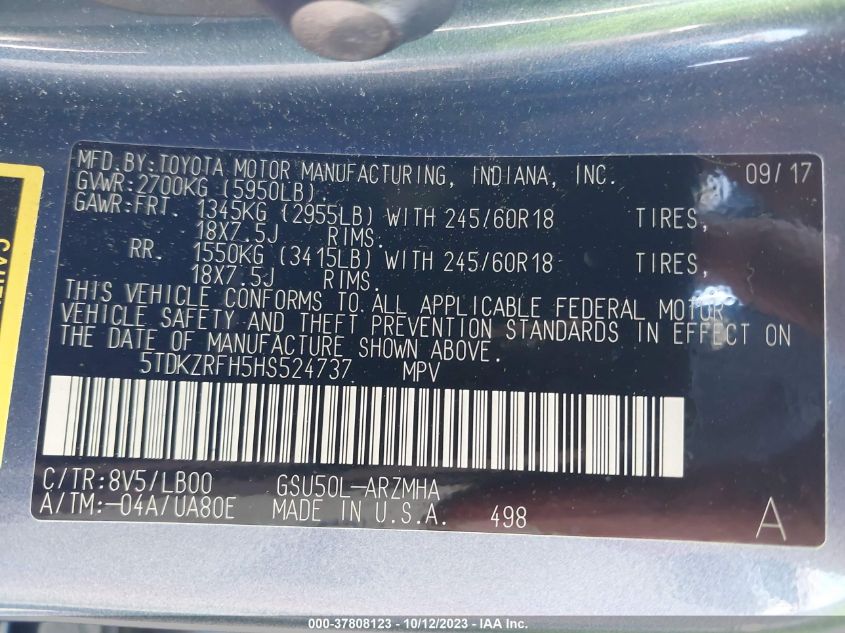 MFD.BY:TOYOTA MOTOR MANUFACTURING, INDIANA, INC. 09/17
GVWR:2700KG (5950LB)
GAWR:FRT. 1345KG (2955LB) WITH 245/60R18 TIRES,
18X7.5J RIMS.
RR. 1550KG (3415LB) WITH 245/60R18 TIRES,
18X7.5J RIMS.
THIS VEHICLE CONFORMS TO ALL APPLICABLE FEDERAL MOTOR
VEHICLE SAFETY AND THEFT PREVENTION STANDARDS IN EFFECT ON
THE DATE OF MANUFACTURE SHOWN ABOVE.
5TDKZRFH5HS524737 MPV
C/TR:8V5/LB00 GSU50L-ARZMHA
A/TM:-04A/UA80E MADE IN U.S.A. 498 A
000-37808123 - 10/12/2023 - IAA Inc.